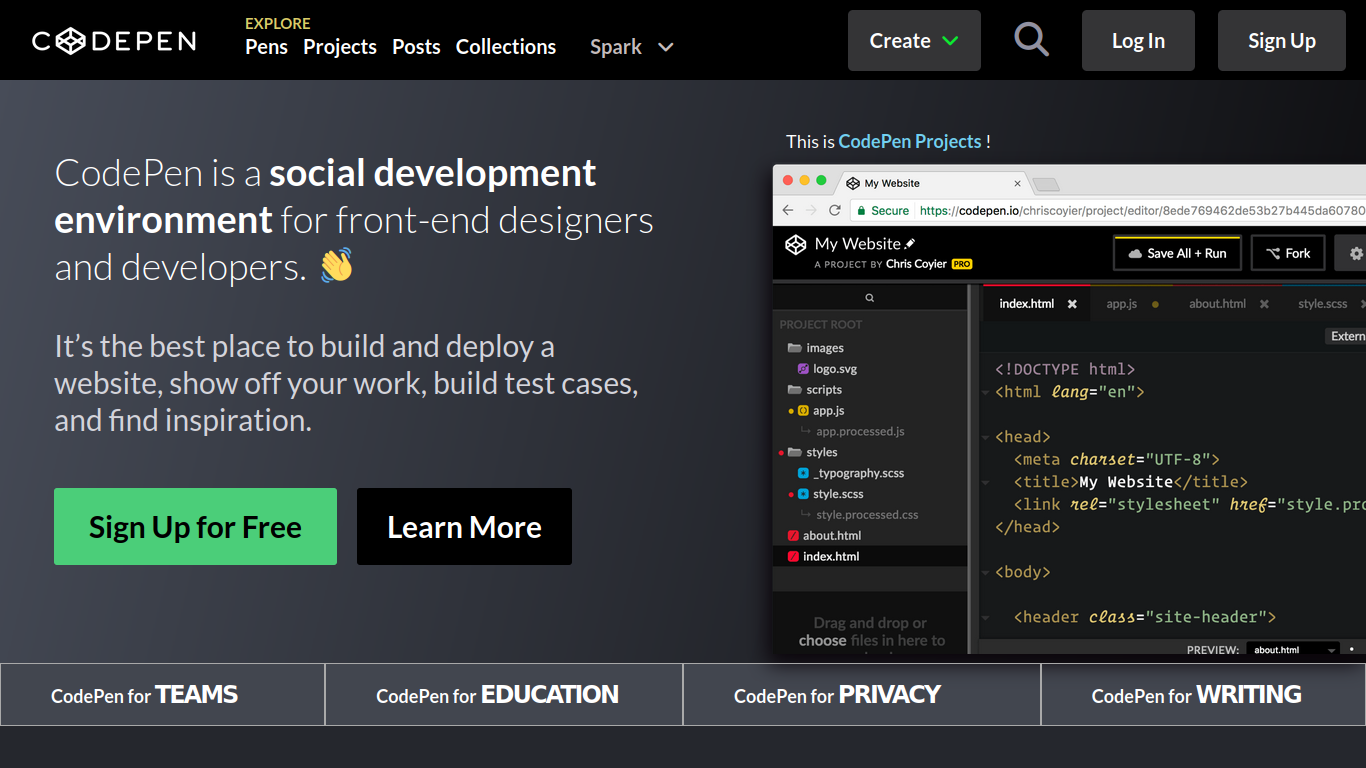 CODEPEN
EXPLORE
Pens Projects Posts Collections Spark
Create
Log In
Sign Up
CodePen is a social development
environment for front-end designers
and developers. 👋
It's the best place to build and deploy a
website, show off your work, build test cases,
and find inspiration.
Sign Up for Free
Learn More
This is CodePen Projects !
My Website
Secure https://codepen.io/chriscoyier/project/editor/8ede769462de53b27b445da60780
My Website
A PROJECT BY Chris Coyier PRO
Save All + Run
Fork
PROJECT ROOT
images
logo.svg
scripts
app.js
app.processed.js
styles
_typography.scss
style.scss
style.processed.css
about.html
index.html
Drag and drop or
choose files in here to
index.html app.js about.html style.scss
Extern
<!DOCTYPE html>
<html lang="en">
<head>
<meta charset="UTF-8">
<title>My Website</title>
<link rel="stylesheet" href="style.pro
</head>
<body>
<header class="site-header">
PREVIEW: about.html
CodePen for TEAMS
CodePen for EDUCATION
CodePen for PRIVACY
CodePen for WRITING